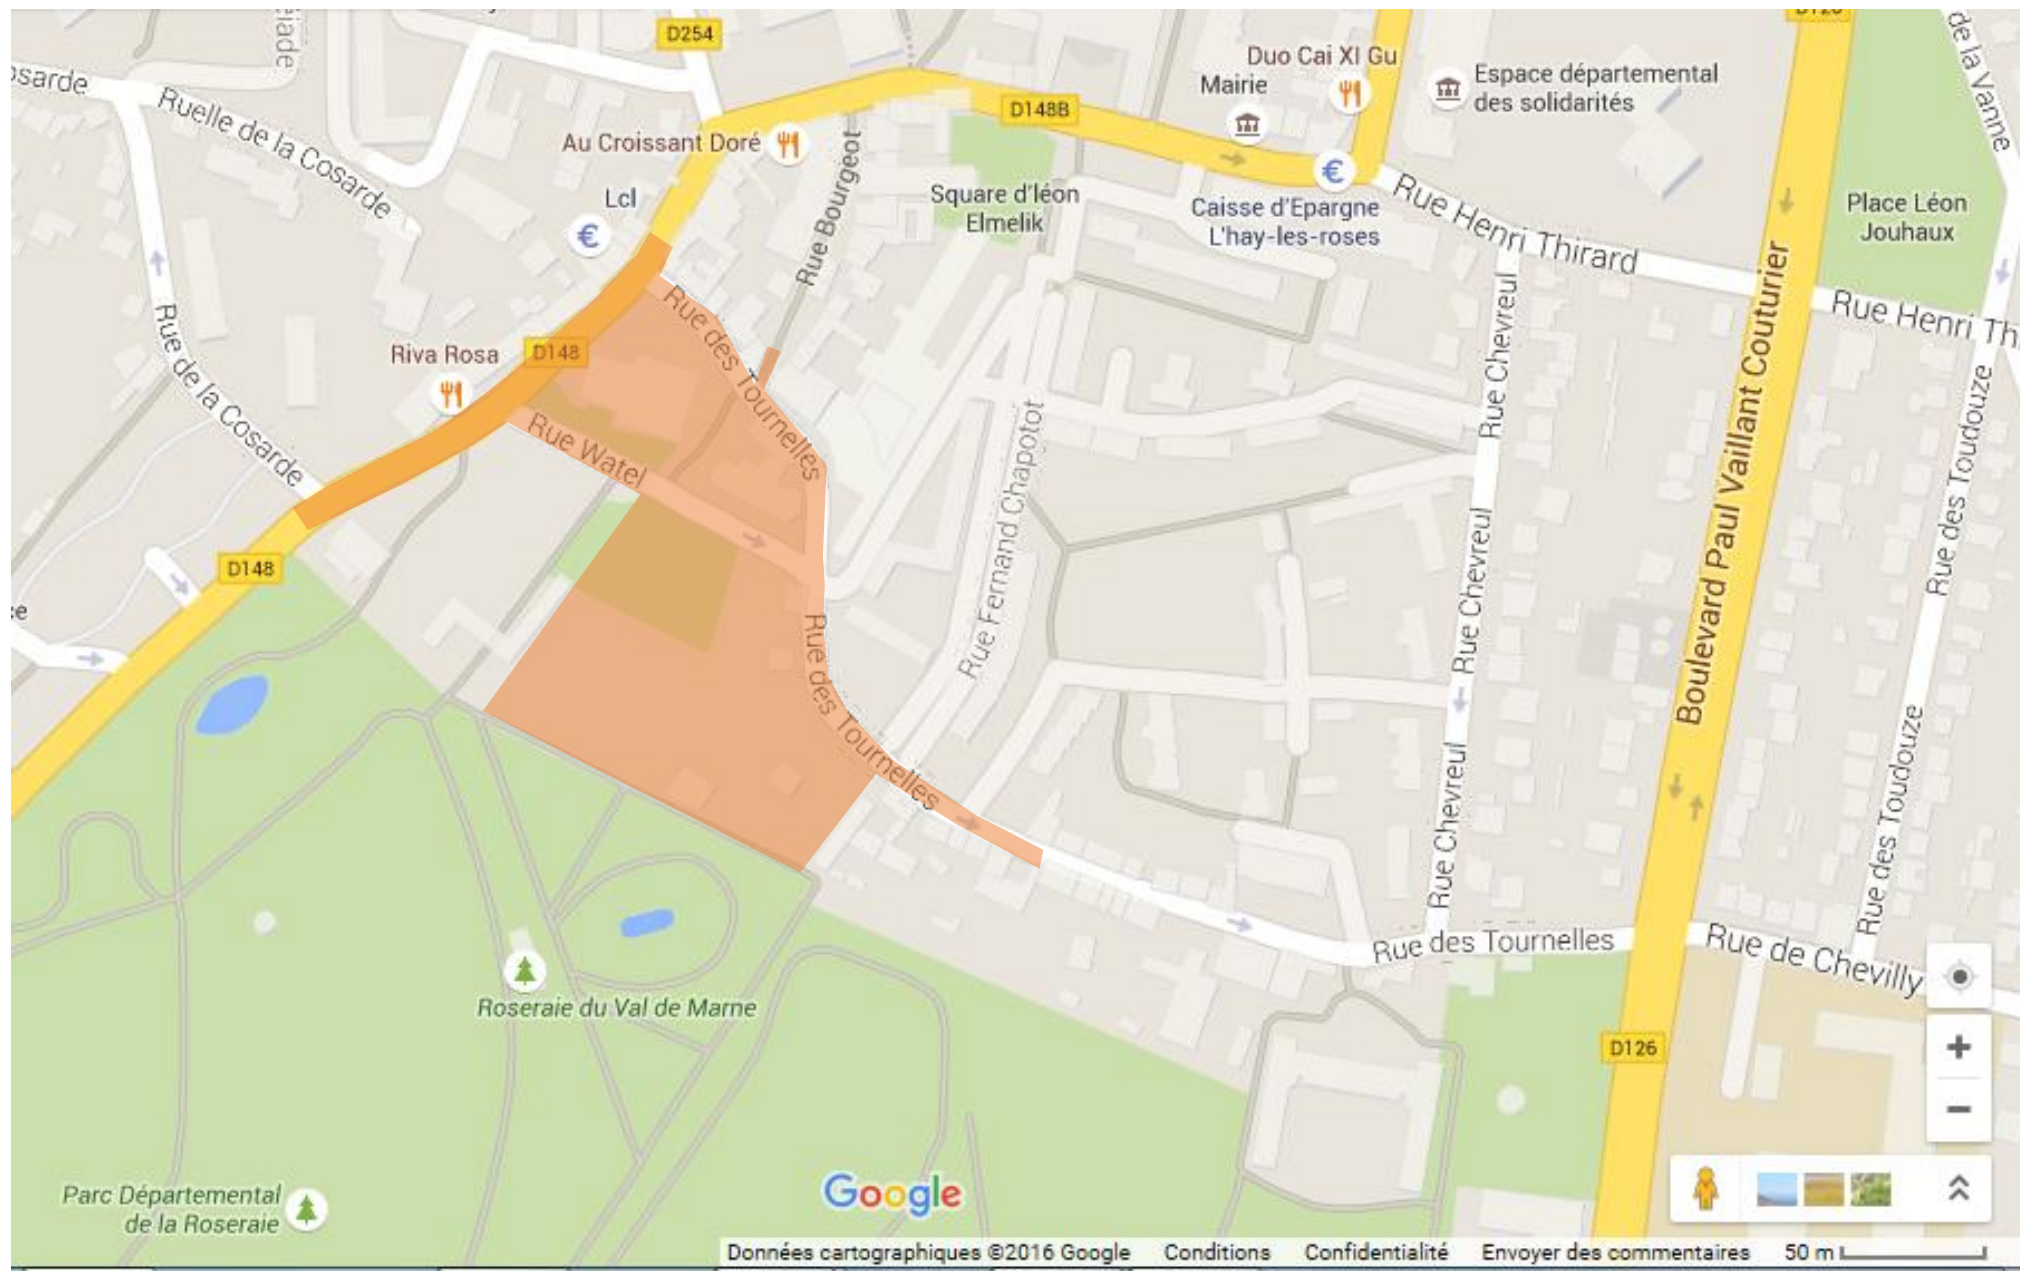 D254
Duo Cai XI Gu
Mairie
Espace départemental
des solidarités
de la Vanne
Ruelle de la Cosarde
Au Croissant Doré
D148B
Lcl
Rue Bourgeot
Square d'léon
Elmelik
Caisse d'Epargne
L'hay-les-roses
Rue Henri Thirard
Place Léon
Jouhaux
Rue Henri Th
Rue de la Cosarde
Riva Rosa
D148
Rue des Tournelles
Rue Watel
Rue Fernand Chapotot
Rue Chevreul
Boulevard Paul Vaillant Couturier
Rue des Toudouze
D148
Rue des Tournelles
Rue Chevreul
Rue Chevreul
Rue des Toudouze
Rue des Tournelles
Rue de Chevilly
Roseraie du Val de Marne
D126
Parc Départemental
de la Roseraie
Google
Données cartographiques ©2016 Google Conditions Confidentialité Envoyer des commentaires 50 m